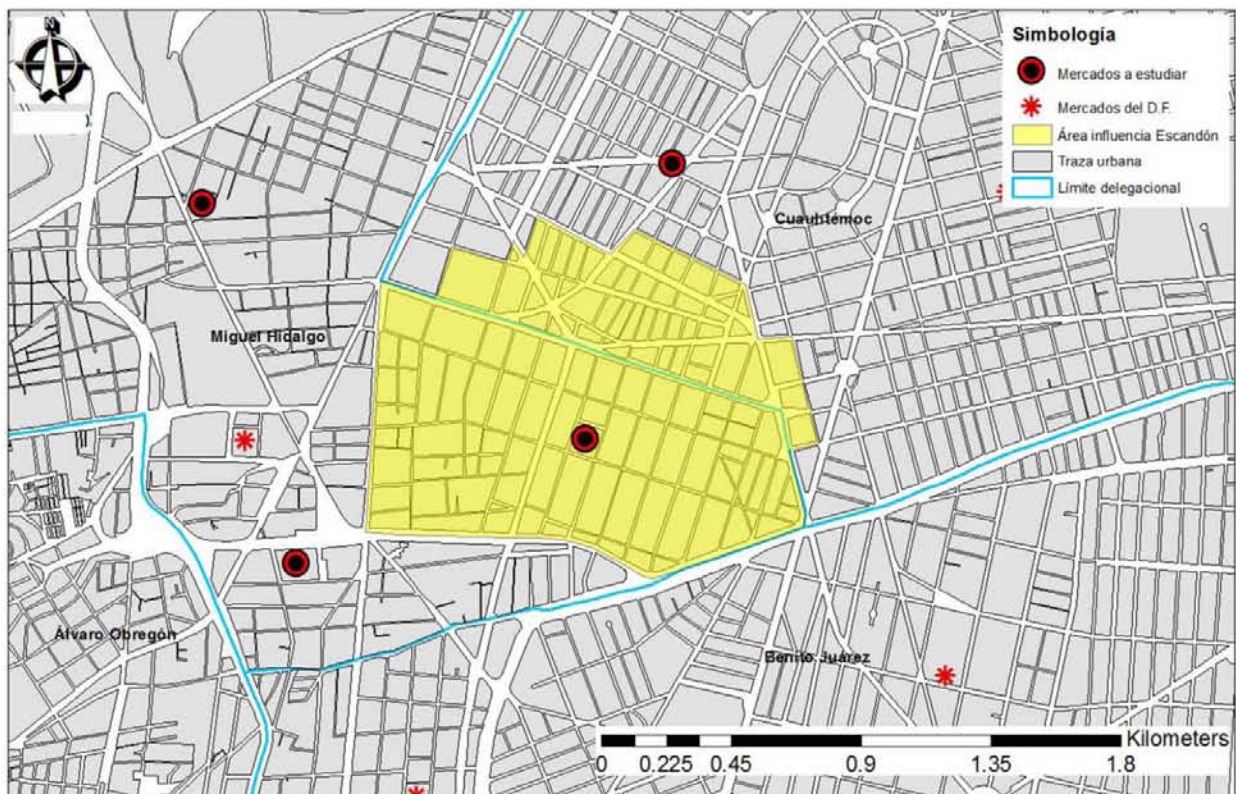 N
Simbología
Mercados a estudiar
Mercados del D.F.
Área influencia Escandón
Traza urbana
Límite delegacional
Cuauhtémoc
Miguel Hidalgo
Álvaro Obregón
Benito Juárez
Kilometers
0 0.225 0.45 0.9 1.35 1.8